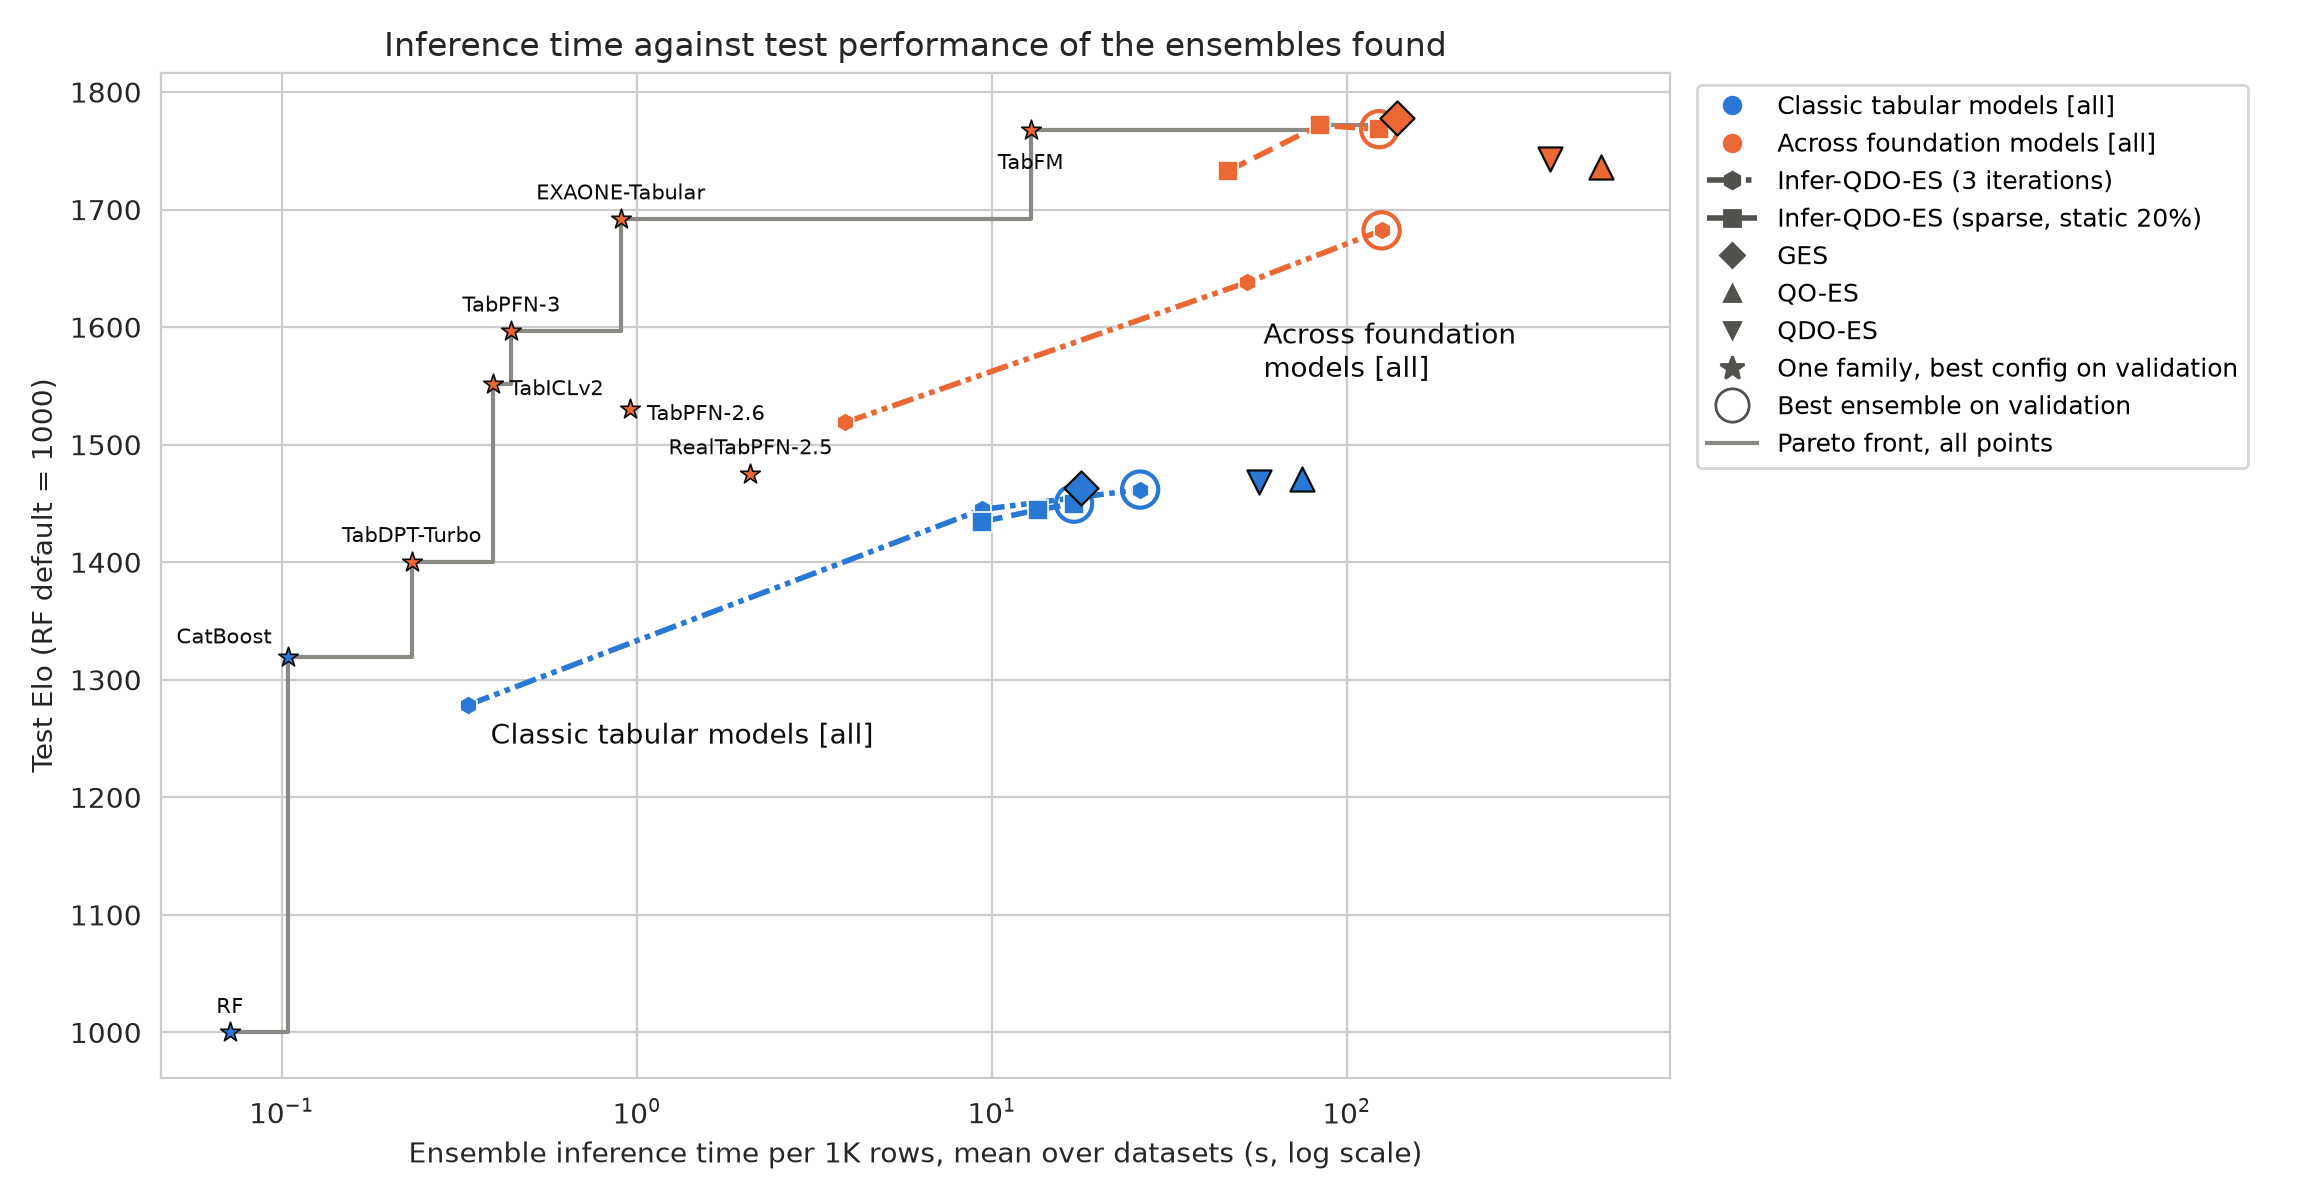 Inference time against test performance of the ensembles found
Test Elo (RF default = 1000)
1800
1700
1600
1500
1400
1300
1200
1100
1000
TabFM
EXAONE-Tabular
TabPFN-3
TabICLv2
TabPFN-2.6
RealTabPFN-2.5
TabDPT-Turbo
CatBoost
RF
Across foundation
models [all]
Classic tabular models [all]
10⁻¹
10⁰
10¹
10²
Ensemble inference time per 1K rows, mean over datasets (s, log scale)
Classic tabular models [all]
Across foundation models [all]
Infer-QDO-ES (3 iterations)
Infer-QDO-ES (sparse, static 20%)
GES
QO-ES
QDO-ES
One family, best config on validation
Best ensemble on validation
Pareto front, all points